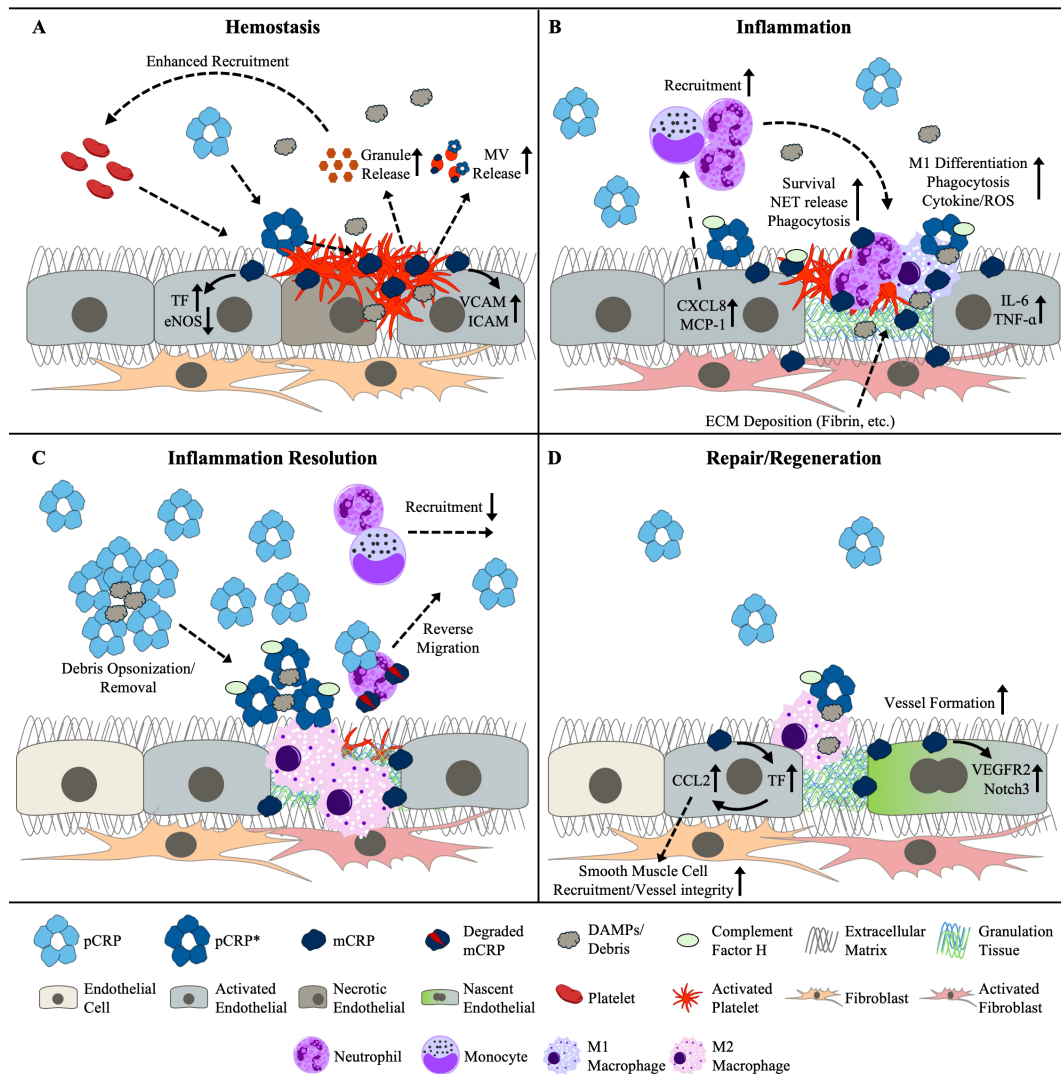 A
Hemostasis
Enhanced Recruitment
Granule
Release
MV
Release
TF
eNOS
VCAM
ICAM
B
Inflammation
Recruitment
Survival
NET release
Phagocytosis
M1 Differentiation
Phagocytosis
Cytokine/ROS
CXCL8
MCP-1
IL-6
TNF-α
ECM Deposition (Fibrin, etc.)
C
Inflammation Resolution
Recruitment
Reverse
Migration
Debris Opsonization/
Removal
D
Repair/Regeneration
Vessel Formation
CCL2
TF
VEGFR2
Notch3
Smooth Muscle Cell
Recruitment/Vessel integrity
pCRP
pCRP*
mCRP
Degraded
mCRP
DAMPs/
Debris
Complement
Factor H
Extracellular
Matrix
Granulation
Tissue
Endothelial
Cell
Activated
Endothelial
Necrotic
Endothelial
Nascent
Endothelial
Platelet
Activated
Platelet
Fibroblast
Activated
Fibroblast
Neutrophil
Monocyte
M1
Macrophage
M2
Macrophage